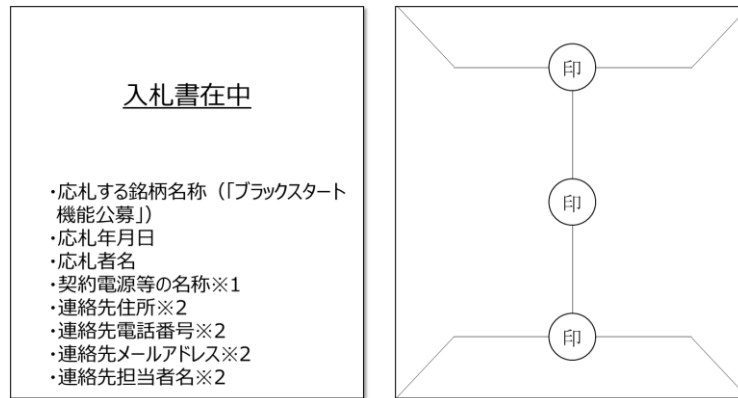 入札書在中
・応札する銘柄名称（「ブラックスタート
機能公募」）
・応札年月日
・応札者名
・契約電源等の名称※1
・連絡先住所※2
・連絡先電話番号※2
・連絡先メールアドレス※2
・連絡先担当者名※2
印
印
印